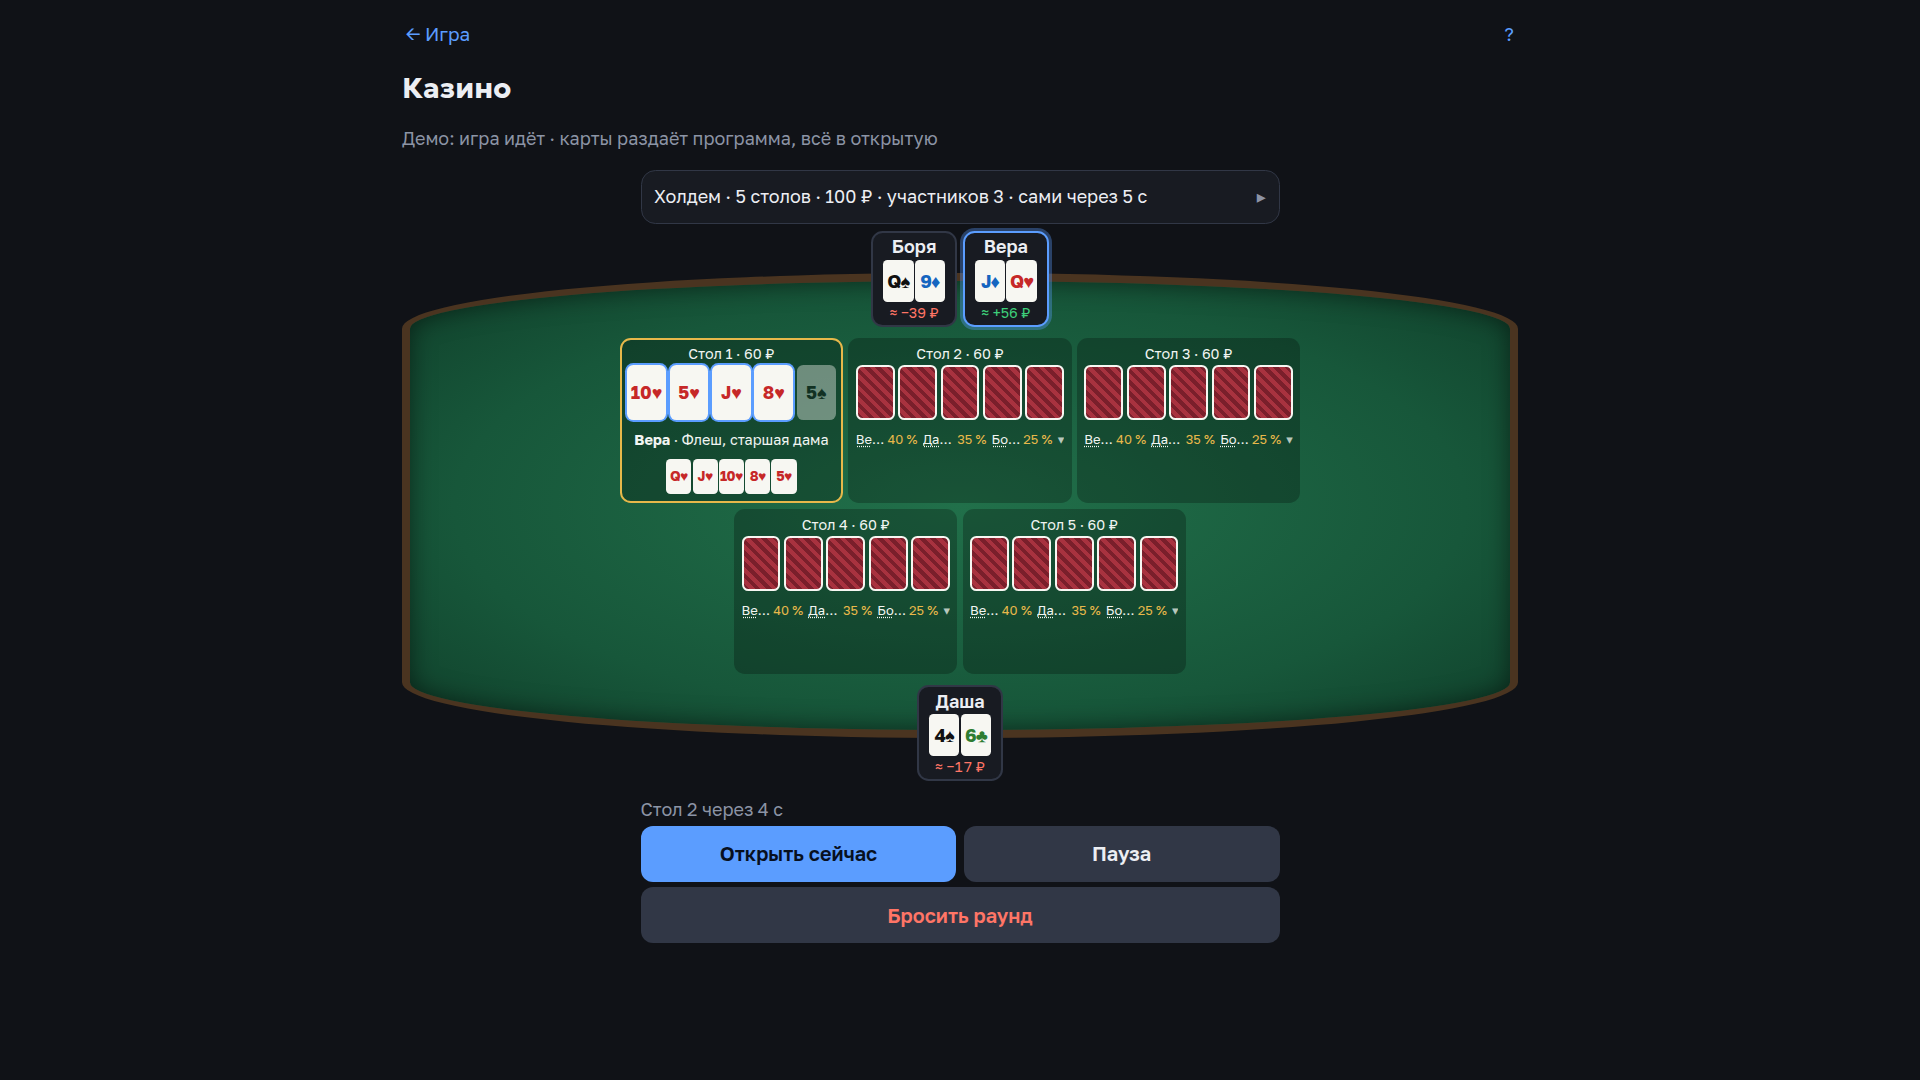 ← Игра
?
Казино
Демо: игра идёт · карты раздаёт программа, всё в открытую
Холдем · 5 столов · 100 ₽ · участников 3 · сами через 5 с ▸
Боря
Q♠ 9♦
≈ −39 ₽
Вера
J♦ Q♥
≈ +56 ₽
Стол 1 · 60 ₽
10♥ 5♥ J♥ 8♥ 5♠
Вера · Флеш, старшая дама
Q♥ J♥ 10♥ 8♥ 5♥
Стол 2 · 60 ₽
Ве… 40 % Да… 35 % Бо… 25 % ▾
Стол 3 · 60 ₽
Ве… 40 % Да… 35 % Бо… 25 % ▾
Стол 4 · 60 ₽
Ве… 40 % Да… 35 % Бо… 25 % ▾
Стол 5 · 60 ₽
Ве… 40 % Да… 35 % Бо… 25 % ▾
Даша
4♠ 6♣
≈ −17 ₽
Стол 2 через 4 с
Открыть сейчас
Пауза
Бросить раунд